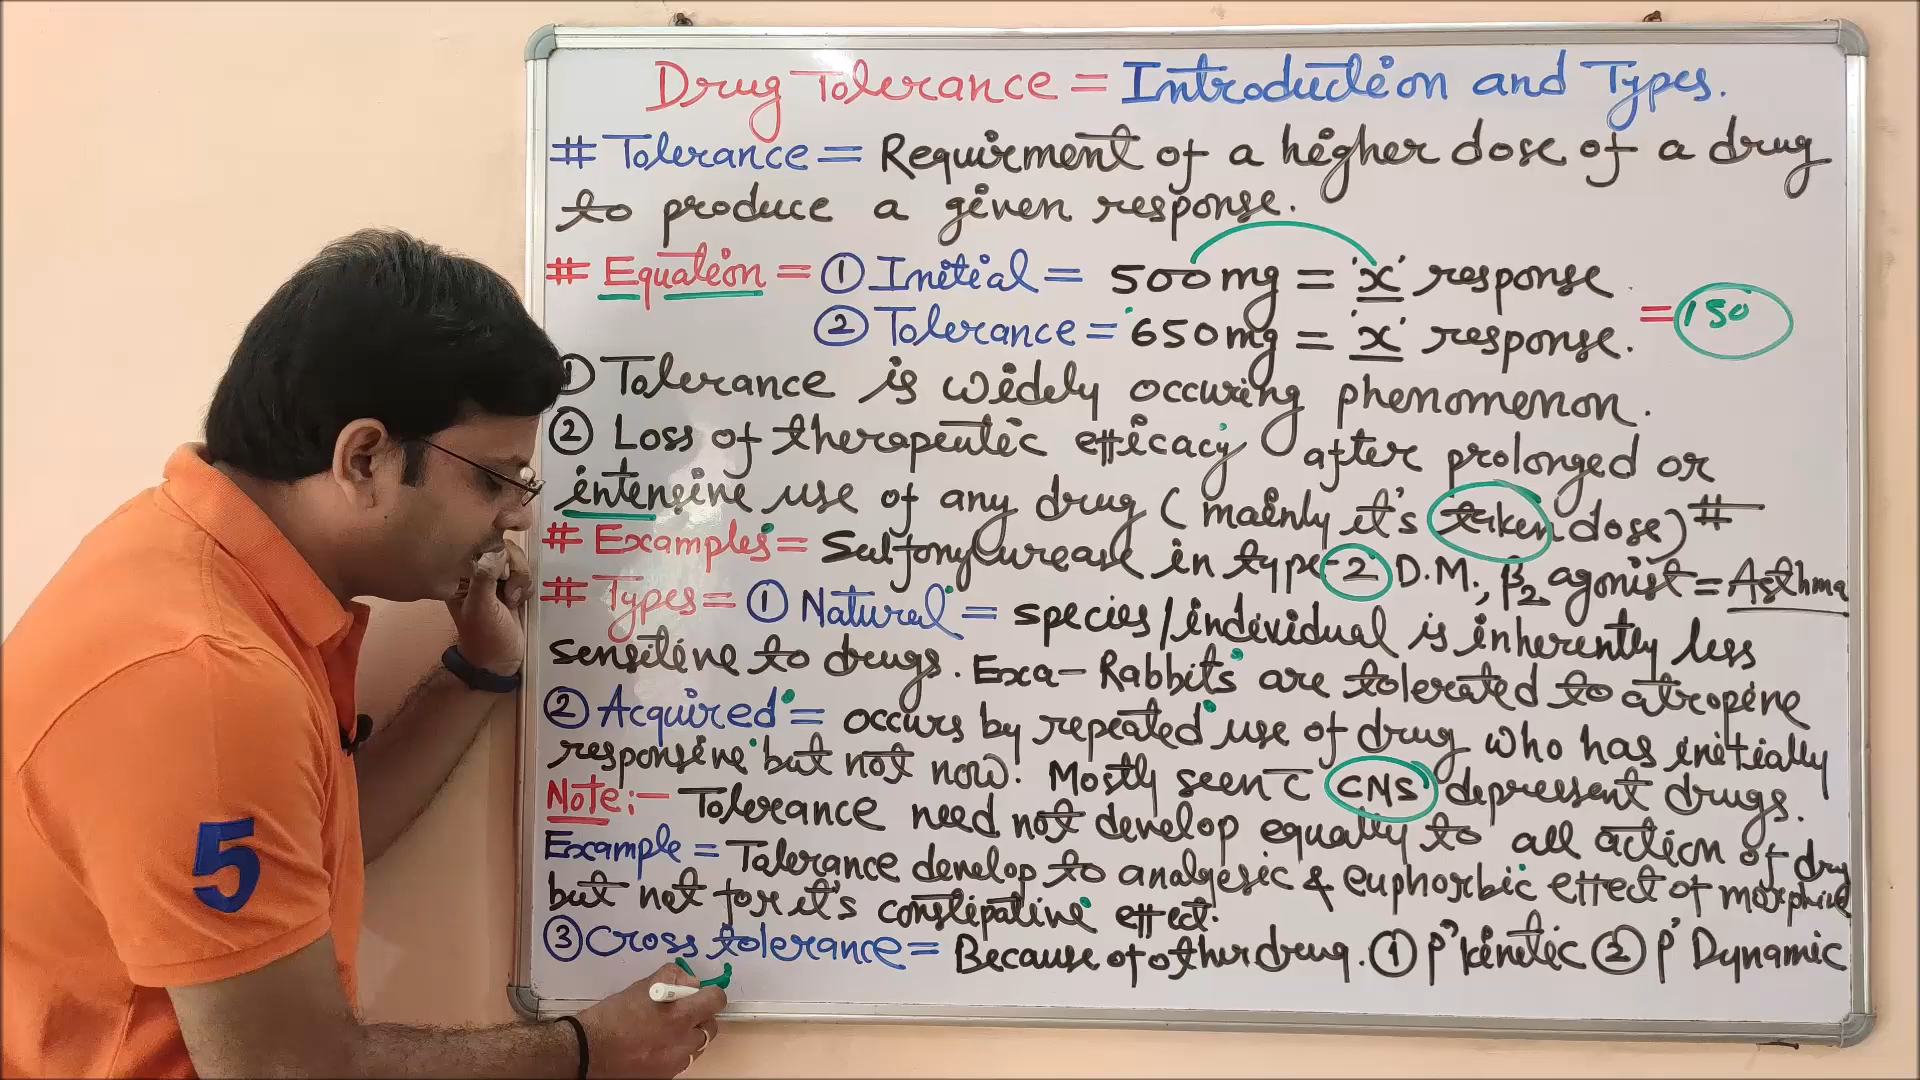 Drug Tolerance = Introduction and Types.
# Tolerance = Requirment of a higher dose of a drug
to produce a given response.
# Equation = ① Initial = 500mg = 'x' response
② Tolerance = 650mg = 'x' response. = 150
① Tolerance is widely occuring phenomenon.
② Loss of therapeutic efficacy after prolonged or
intensive use of any drug (mainly it's taken dose) #
# Examples = Sulfonylurease in type-2 D.M., β2 agonist = Asthma
# Types = ① Natural = species/individual is inherently less
sensitive to drugs. Exa- Rabbits are tolerated to atropine
② Acquired = occurs by repeated use of drug who has initially
responsive but not now. Mostly seen c̅ CNS depressent drugs.
Note:- Tolerance need not develop equally to all action of drug
Example = Tolerance develop to analgesic & euphorbic effect of morphine
but not for it's constipative effect.
③ Cross tolerance = Because of other drug. ① P'kinetic ② P'Dynamic
5